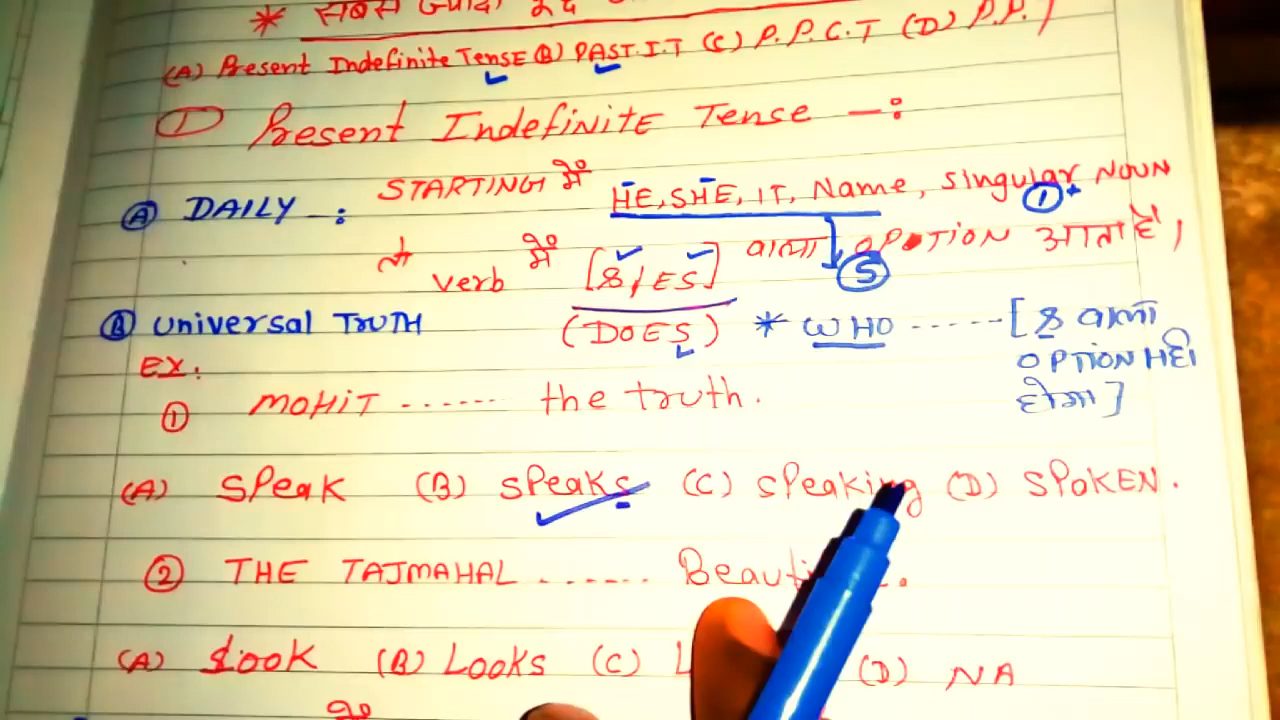 * सबसे ज्यादा
(A) Present Indefinite Tense (B) PAST.I.T (C) P.P.C.T (D) P.P.T
① Present Indefinite Tense —:
Ⓐ DAILY : STARTING में HE, SHE, IT, Name, Singular NOUN ①
तो verb में [S/ES] वाला OPTION आता है। Ⓢ
Ⓑ Universal TRUTH (DOES) * WHO ------[S वाला
OPTION ही
होगा]
EX:
① MOHIT ------ the truth.
(A) SPeak (B) SPeaks (C) SPeaking (D) SPOKEN.
② THE TAJMAHAL ------
(A) Look (B) Looks (C) (D) NA
में